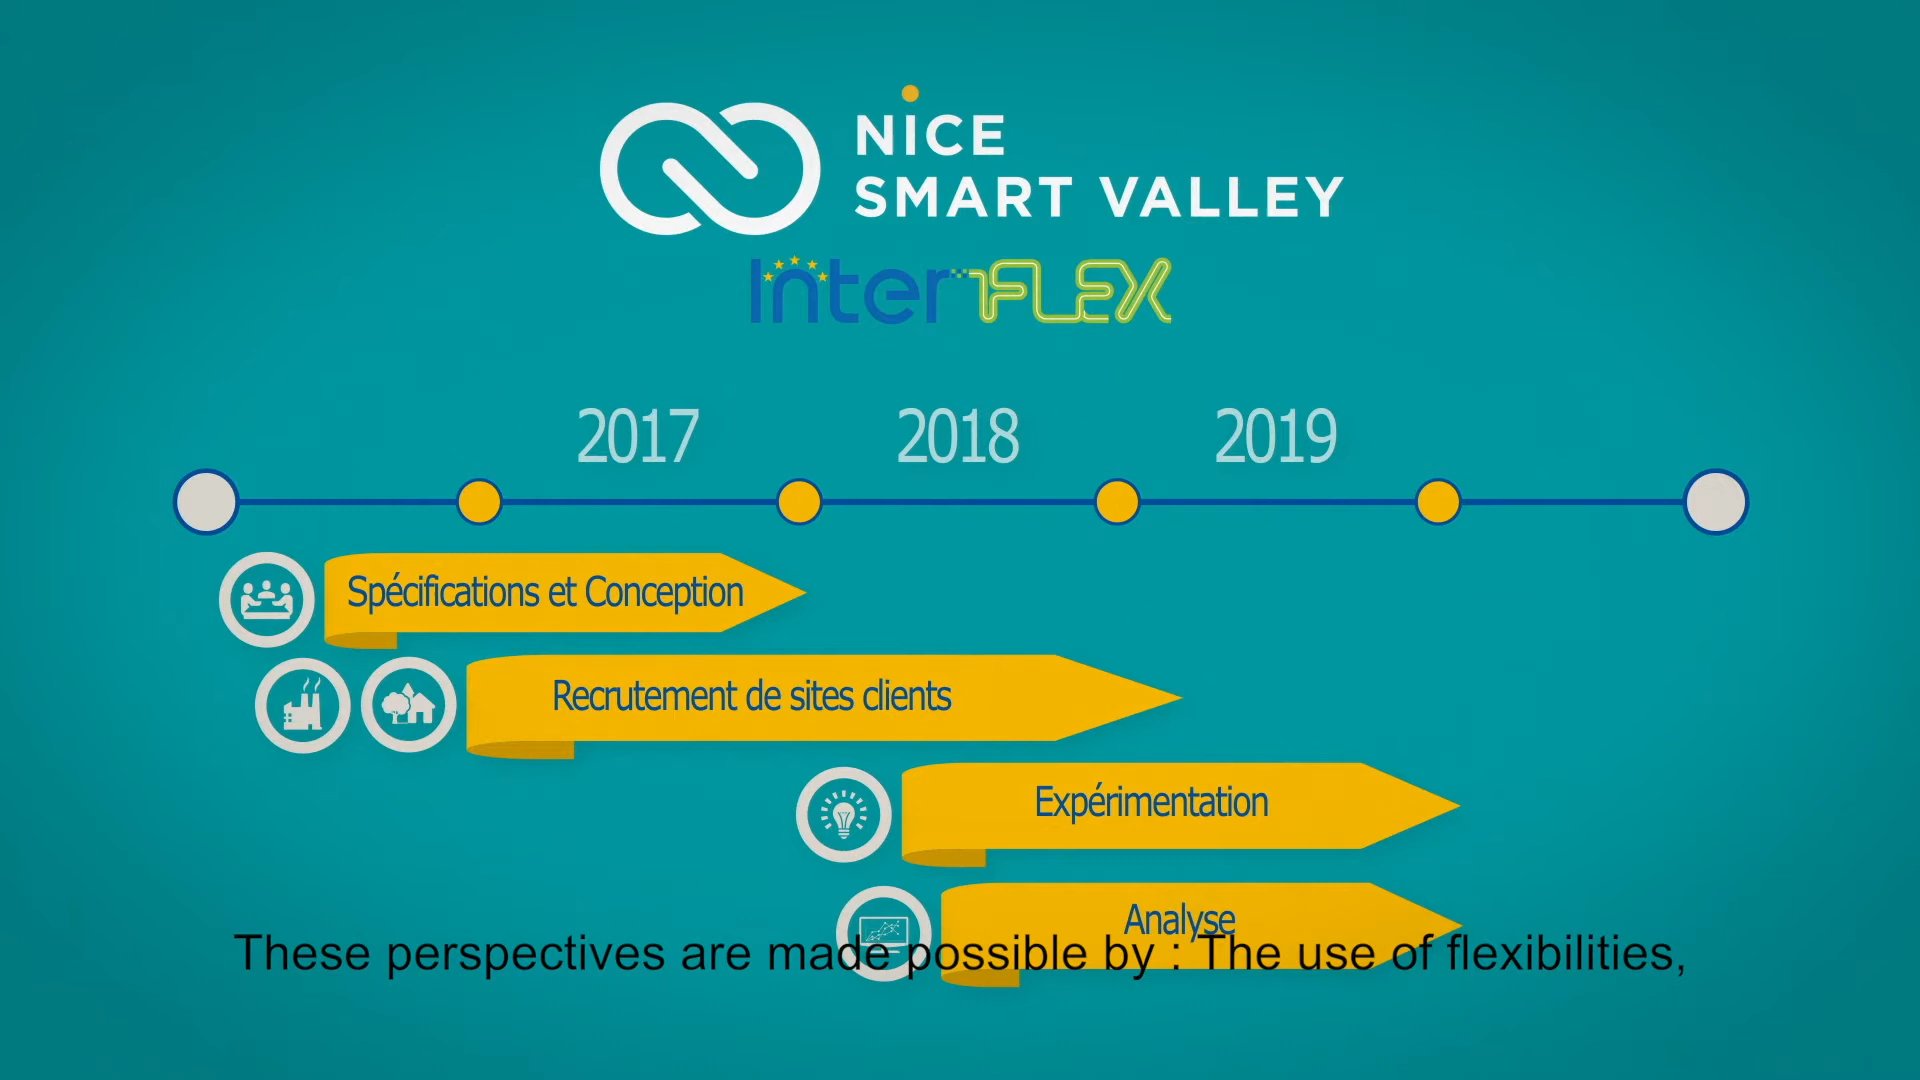 NICE
SMART VALLEY
InterFLEX
2017 2018 2019
Spécifications et Conception
Recrutement de sites clients
Expérimentation
Analyse
These perspectives are made possible by : The use of flexibilities,